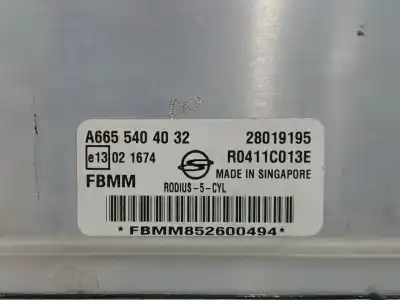 A665 540 40 32 28019195
e13 02 1674 R0411C013E
FBMM MADE IN SINGAPORE
RODIUS-5-CYL
*FBMM852600494*